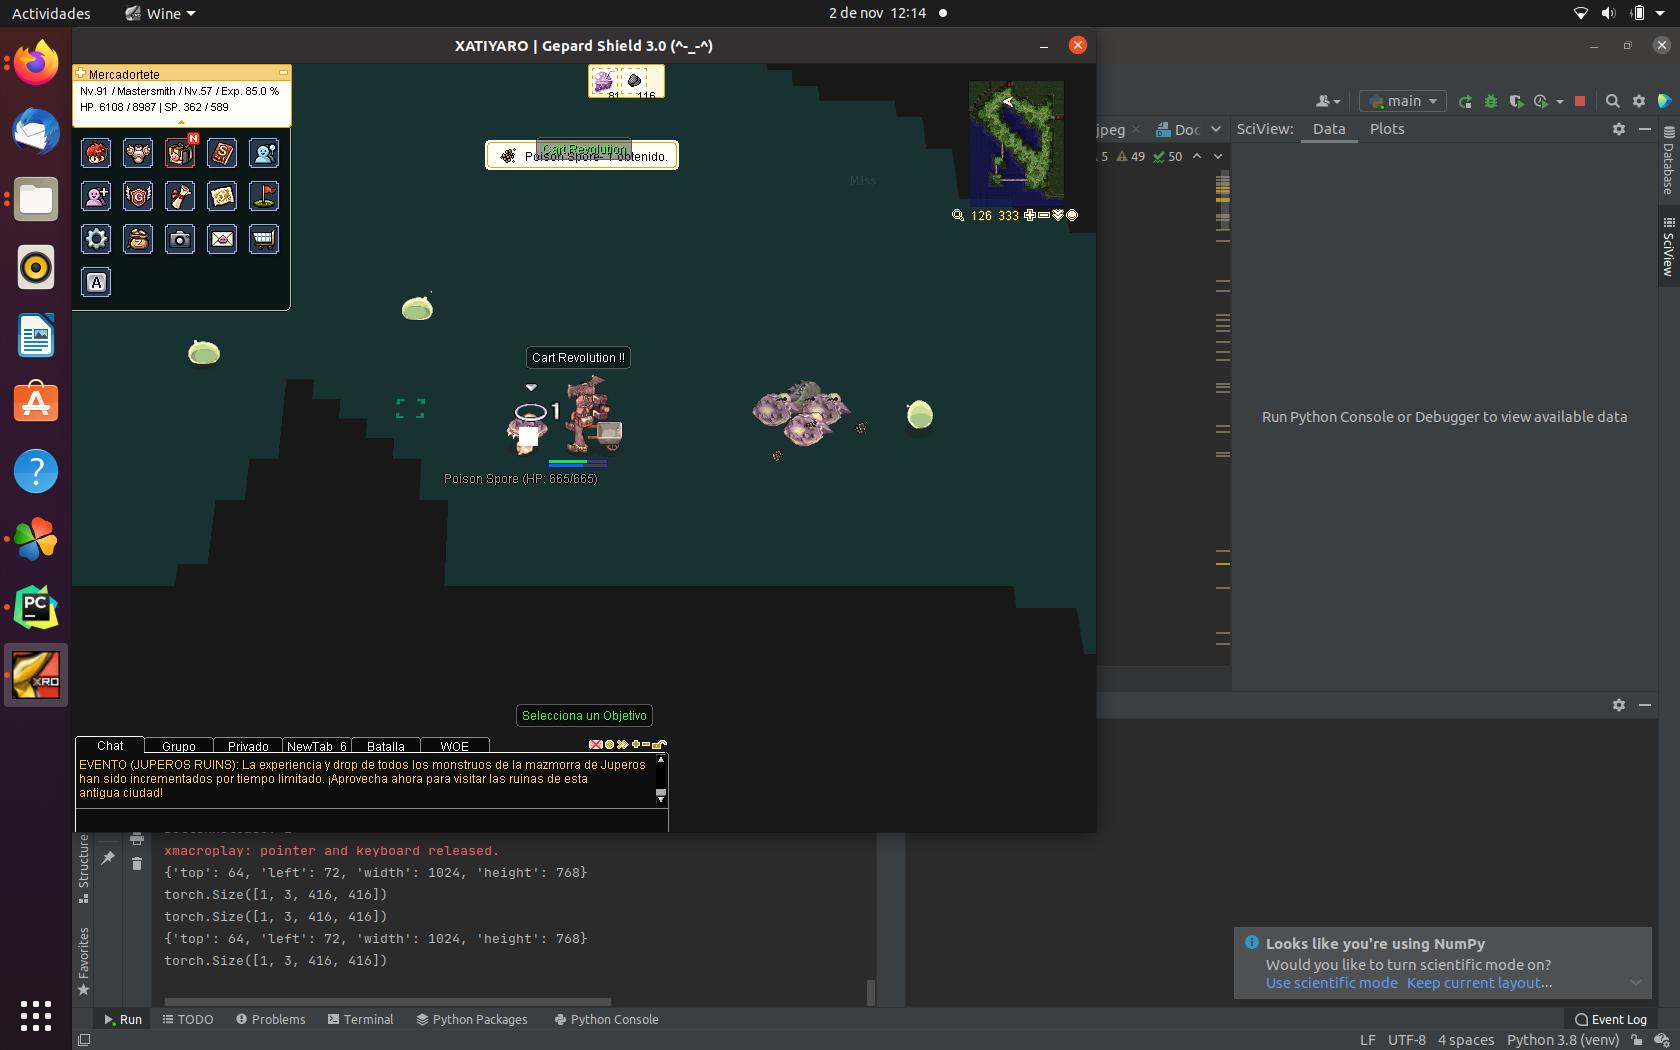 Actividades
Wine
2 de nov 12:14
XATIYARO | Gepard Shield 3.0 (^-_-^)
Mercadortete
Nv.91 / Mastersmith / Nv.57 / Exp. 85.0 %
HP. 6108 / 8987 | SP. 362 / 589
N
81 116
Cart Revolution
Poison Spore- 1 obtenido.
Miss
126 333
Cart Revolution !!
1
Poison Spore (HP: 665/665)
Selecciona un Objetivo
Chat
Grupo
Privado
NewTab_6
Batalla
WOE
EVENTO (JUPEROS RUINS): La experiencia y drop de todos los monstruos de la mazmorra de Juperos
han sido incrementados por tiempo limitado. ¡Aprovecha ahora para visitar las ruinas de esta
antigua ciudad!
main
jpeg
Doc
SciView:
Data
Plots
5
49
50
Database
SciView
Run Python Console or Debugger to view available data
xmacroplay: pointer and keyboard released.
{'top': 64, 'left': 72, 'width': 1024, 'height': 768}
torch.Size([1, 3, 416, 416])
torch.Size([1, 3, 416, 416])
{'top': 64, 'left': 72, 'width': 1024, 'height': 768}
torch.Size([1, 3, 416, 416])
Structure
Favorites
Looks like you're using NumPy
Would you like to turn scientific mode on?
Use scientific mode Keep current layout...
Run
TODO
Problems
Terminal
Python Packages
Python Console
Event Log
LF
UTF-8
4 spaces
Python 3.8 (venv)
PC
XRO